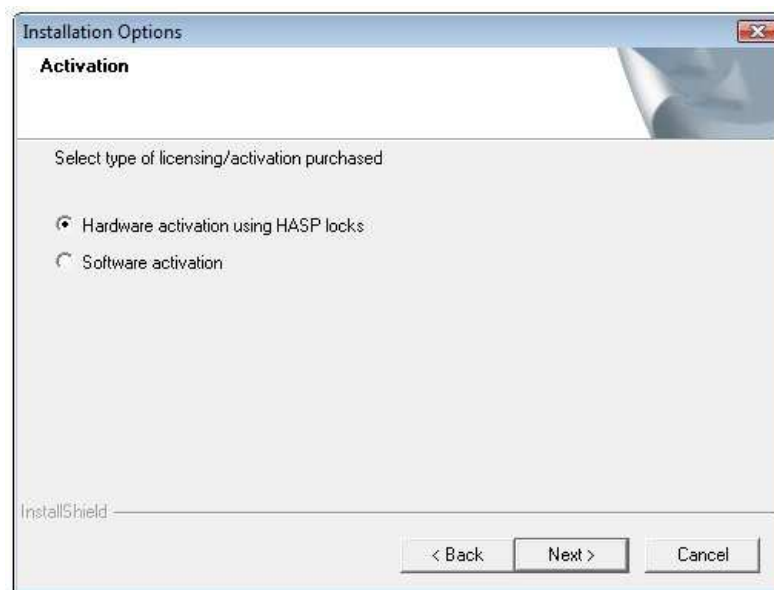 Installation Options
Activation
Select type of licensing/activation purchased
Hardware activation using HASP locks
Software activation
InstallShield
< Back Next > Cancel